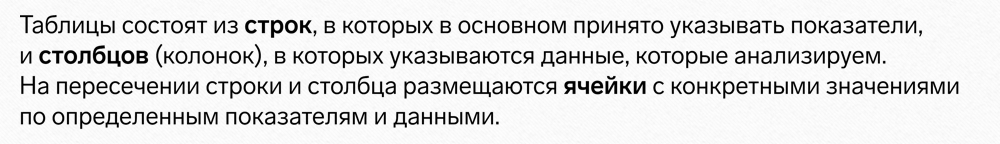 Таблицы состоят из строк, в которых в основном принято указывать показатели,
и столбцов (колонок), в которых указываются данные, которые анализируем.
На пересечении строки и столбца размещаются ячейки с конкретными значениями
по определенным показателям и данными.